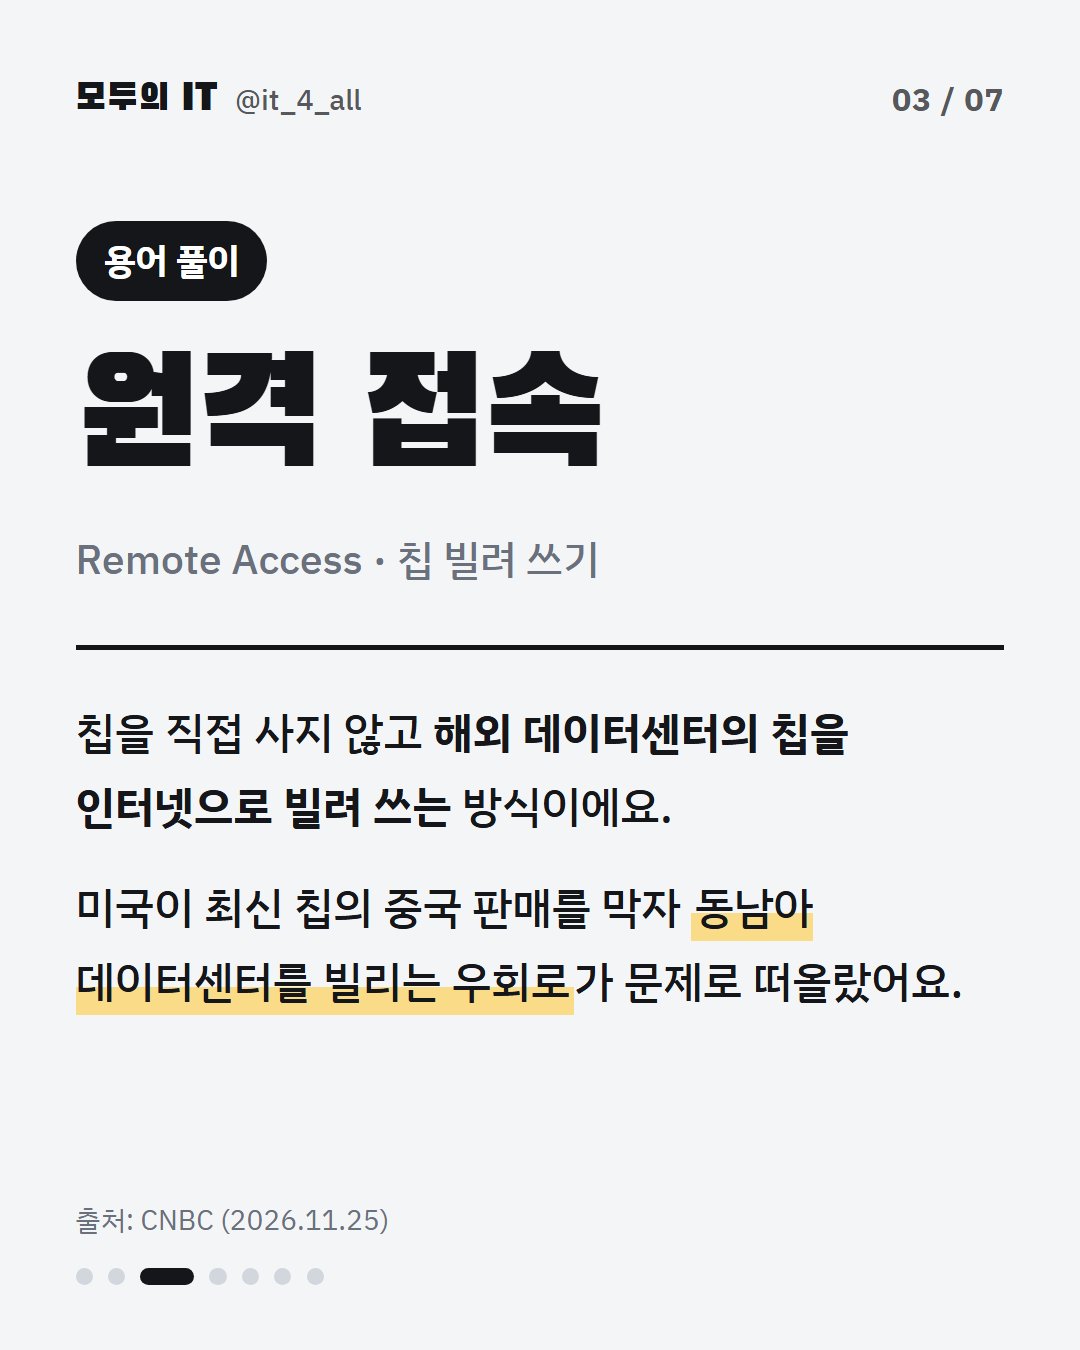 모두의 IT @it_4_all 03 / 07
용어 풀이
원격 접속
Remote Access · 칩 빌려 쓰기
칩을 직접 사지 않고 해외 데이터센터의 칩을
인터넷으로 빌려 쓰는 방식이에요.
미국이 최신 칩의 중국 판매를 막자 동남아
데이터센터를 빌리는 우회로가 문제로 떠올랐어요.
출처: CNBC (2026.11.25)